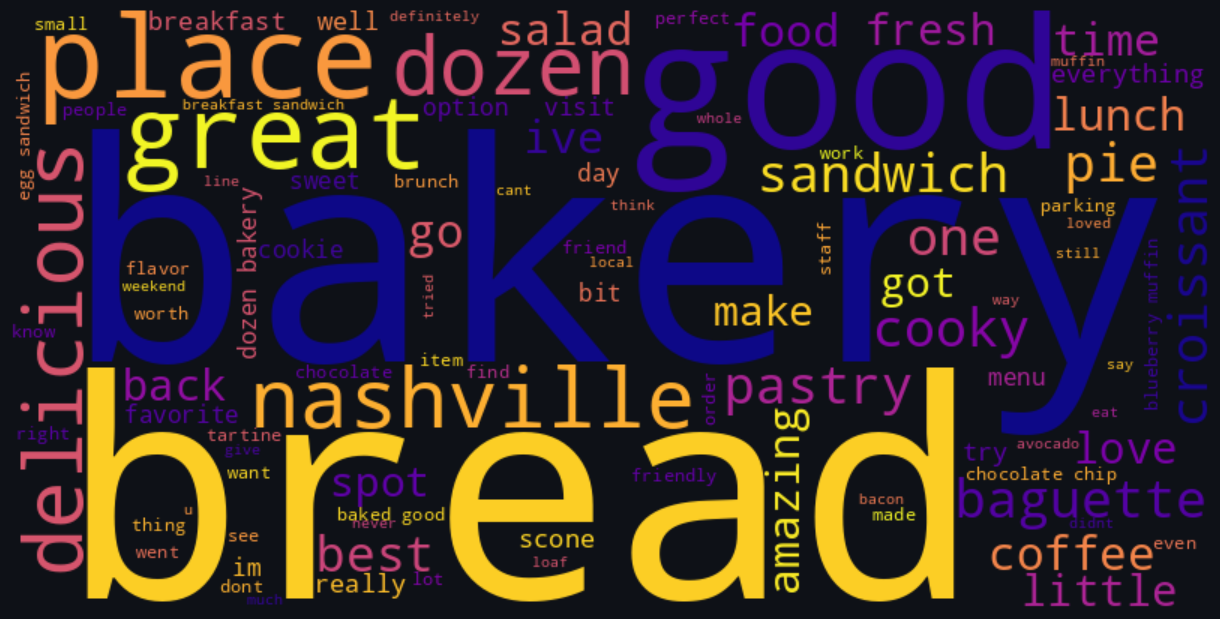 small
breakfast
well
definitely
salad
perfect
food
fresh
time
place
dozen
good
muffin
everything
egg sandwich
people
breakfast sandwich
option
visit
whole
lunch
great
ive
work
sandwich
pie
croissant
delicious
line
sweet
brunch
cant
day
think
parking
loved
bakery
dozen bakery
cookie
go
friend
local
staff
one
still
flavor
weekend
worth
tried
bit
make
got
way
cooky
blueberry muffin
know
item
chocolate
find
say
back
nashville
order
pastry
menu
favorite
eat
right
tartine
give
amazing
try
avocado
love
bread
want
spot
friendly
chocolate chip
baguette
u
thing
baked good
never
bacon
made
didnt
went
see
best
scone
loaf
coffee
even
im
dont
really
lot
little
much